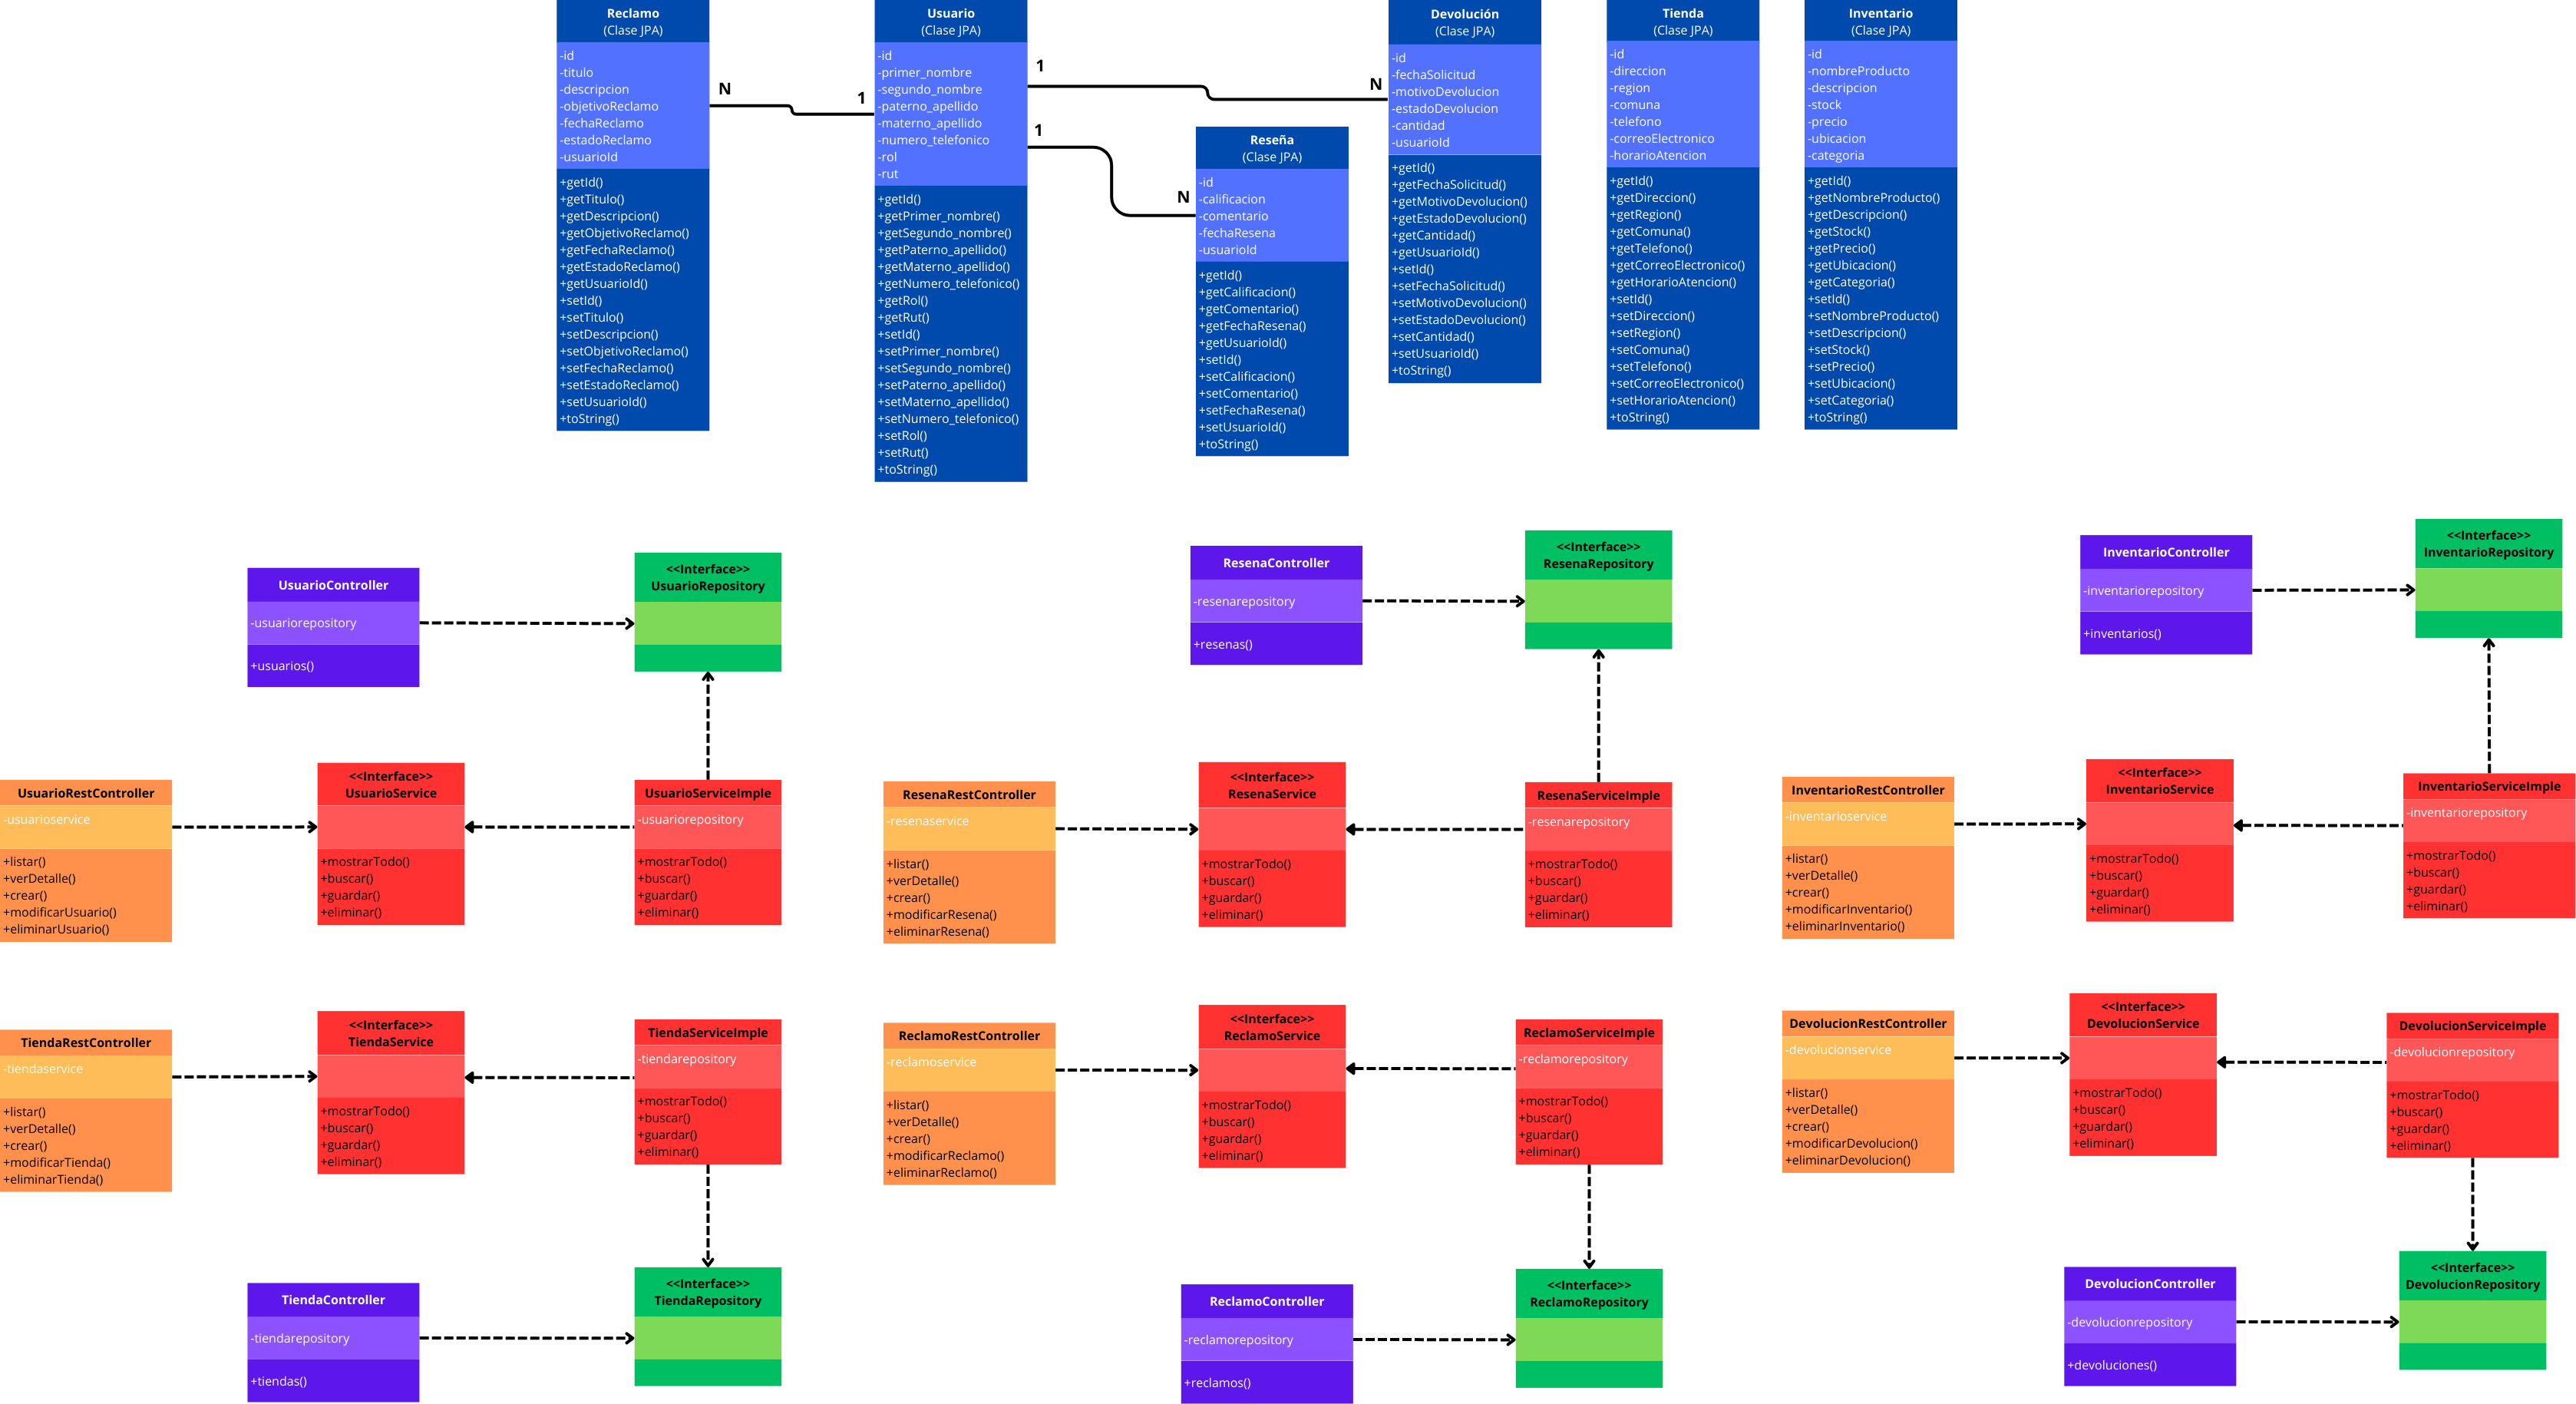 Reclamo
(Clase JPA)
-id
-titulo
-descripcion
-objetivoReclamo
-fechaReclamo
-estadoReclamo
-usuarioId
+getId()
+getTitulo()
+getDescripcion()
+getObjetivoReclamo()
+getFechaReclamo()
+getEstadoReclamo()
+getUsuarioId()
+setId()
+setTitulo()
+setDescripcion()
+setObjetivoReclamo()
+setFechaReclamo()
+setEstadoReclamo()
+setUsuarioId()
+toString()
N
1
Usuario
(Clase JPA)
-id
-primer_nombre
-segundo_nombre
-paterno_apellido
-materno_apellido
-numero_telefonico
-rol
-rut
+getId()
+getPrimer_nombre()
+getSegundo_nombre()
+getPaterno_apellido()
+getMaterno_apellido()
+getNumero_telefonico()
+getRol()
+getRut()
+setId()
+setPrimer_nombre()
+setSegundo_nombre()
+setPaterno_apellido()
+setMaterno_apellido()
+setNumero_telefonico()
+setRol()
+setRut()
+toString()
1
N
1
N
Reseña
(Clase JPA)
-id
-calificacion
-comentario
-fechaResena
-usuarioId
+getId()
+getCalificacion()
+getComentario()
+getFechaResena()
+getUsuarioId()
+setId()
+setCalificacion()
+setComentario()
+setFechaResena()
+setUsuarioId()
+toString()
Devolución
(Clase JPA)
-id
-fechaSolicitud
-motivoDevolucion
-estadoDevolucion
-cantidad
-usuarioId
+getId()
+getFechaSolicitud()
+getMotivoDevolucion()
+getEstadoDevolucion()
+getCantidad()
+getUsuarioId()
+setId()
+setFechaSolicitud()
+setMotivoDevolucion()
+setEstadoDevolucion()
+setCantidad()
+setUsuarioId()
+toString()
Tienda
(Clase JPA)
-id
-direccion
-region
-comuna
-telefono
-correoElectronico
-horarioAtencion
+getId()
+getDireccion()
+getRegion()
+getComuna()
+getTelefono()
+getCorreoElectronico()
+getHorarioAtencion()
+setId()
+setDireccion()
+setRegion()
+setComuna()
+setTelefono()
+setCorreoElectronico()
+setHorarioAtencion()
+toString()
Inventario
(Clase JPA)
-id
-nombreProducto
-descripcion
-stock
-precio
-ubicacion
-categoria
+getId()
+getNombreProducto()
+getDescripcion()
+getStock()
+getPrecio()
+getUbicacion()
+getCategoria()
+setId()
+setNombreProducto()
+setDescripcion()
+setStock()
+setPrecio()
+setUbicacion()
+setCategoria()
+toString()
UsuarioController
-usuariorepository
+usuarios()
<<Interface>>
UsuarioRepository
ResenaController
-resenarepository
+resenas()
<<Interface>>
ResenaRepository
InventarioController
-inventariorepository
+inventarios()
<<Interface>>
InventarioRepository
UsuarioRestController
-usuarioservice
+listar()
+verDetalle()
+crear()
+modificarUsuario()
+eliminarUsuario()
<<Interface>>
UsuarioService
+mostrarTodo()
+buscar()
+guardar()
+eliminar()
UsuarioServiceImple
-usuariorepository
+mostrarTodo()
+buscar()
+guardar()
+eliminar()
ResenaRestController
-resenaservice
+listar()
+verDetalle()
+crear()
+modificarResena()
+eliminarResena()
<<Interface>>
ResenaService
+mostrarTodo()
+buscar()
+guardar()
+eliminar()
ResenaServiceImple
-resenarepository
+mostrarTodo()
+buscar()
+guardar()
+eliminar()
InventarioRestController
-inventarioservice
+listar()
+verDetalle()
+crear()
+modificarInventario()
+eliminarInventario()
<<Interface>>
InventarioService
+mostrarTodo()
+buscar()
+guardar()
+eliminar()
InventarioServiceImple
-inventariorepository
+mostrarTodo()
+buscar()
+guardar()
+eliminar()
TiendaRestController
-tiendaservice
+listar()
+verDetalle()
+crear()
+modificarTienda()
+eliminarTienda()
<<Interface>>
TiendaService
+mostrarTodo()
+buscar()
+guardar()
+eliminar()
TiendaServiceImple
-tiendarepository
+mostrarTodo()
+buscar()
+guardar()
+eliminar()
ReclamoRestController
-reclamoservice
+listar()
+verDetalle()
+crear()
+modificarReclamo()
+eliminarReclamo()
<<Interface>>
ReclamoService
+mostrarTodo()
+buscar()
+guardar()
+eliminar()
ReclamoServiceImple
-reclamorepository
+mostrarTodo()
+buscar()
+guardar()
+eliminar()
DevolucionRestController
-devolucionservice
+listar()
+verDetalle()
+crear()
+modificarDevolucion()
+eliminarDevolucion()
<<Interface>>
DevolucionService
+mostrarTodo()
+buscar()
+guardar()
+eliminar()
DevolucionServiceImple
-devolucionrepository
+mostrarTodo()
+buscar()
+guardar()
+eliminar()
TiendaController
-tiendarepository
+tiendas()
<<Interface>>
TiendaRepository
ReclamoController
-reclamorepository
+reclamos()
<<Interface>>
ReclamoRepository
DevolucionController
-devolucionrepository
+devoluciones()
<<Interface>>
DevolucionRepository